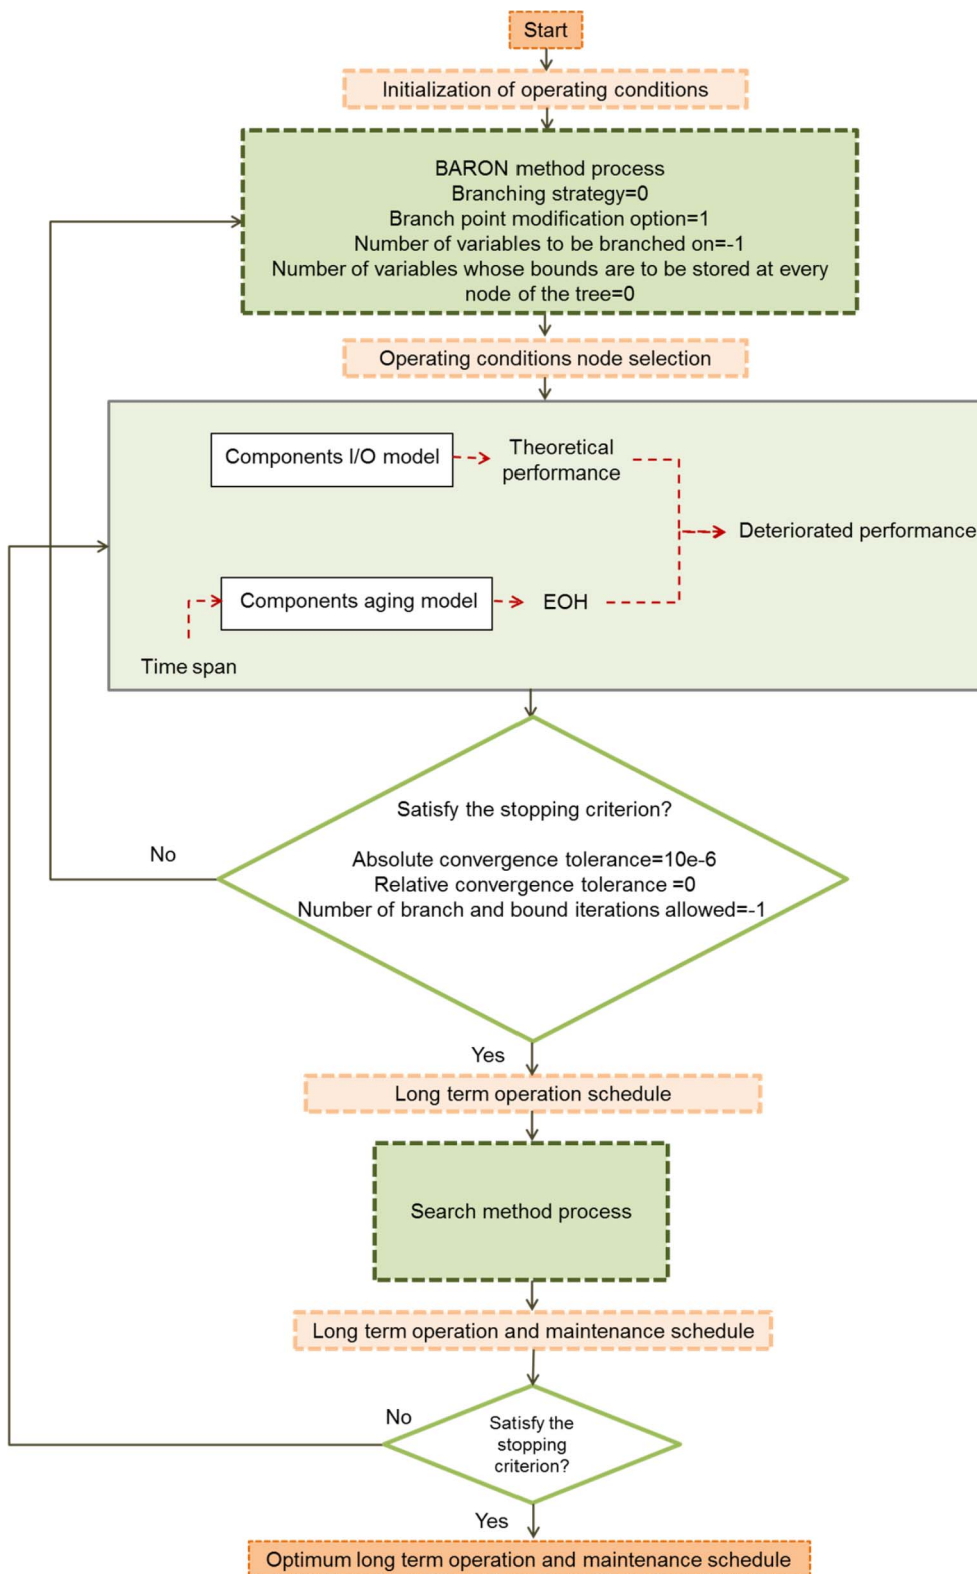 Start
Initialization of operating conditions
BARON method process
Branching strategy=0
Branch point modification option=1
Number of variables to be branched on=-1
Number of variables whose bounds are to be stored at every
node of the tree=0
Operating conditions node selection
Components I/O model
Theoretical
performance
Deteriorated performance
Components aging model
EOH
Time span
Satisfy the stopping criterion?
No
Absolute convergence tolerance=10e-6
Relative convergence tolerance =0
Number of branch and bound iterations allowed=-1
Yes
Long term operation schedule
Search method process
Long term operation and maintenance schedule
No
Satisfy the
stopping
criterion?
Yes
Optimum long term operation and maintenance schedule